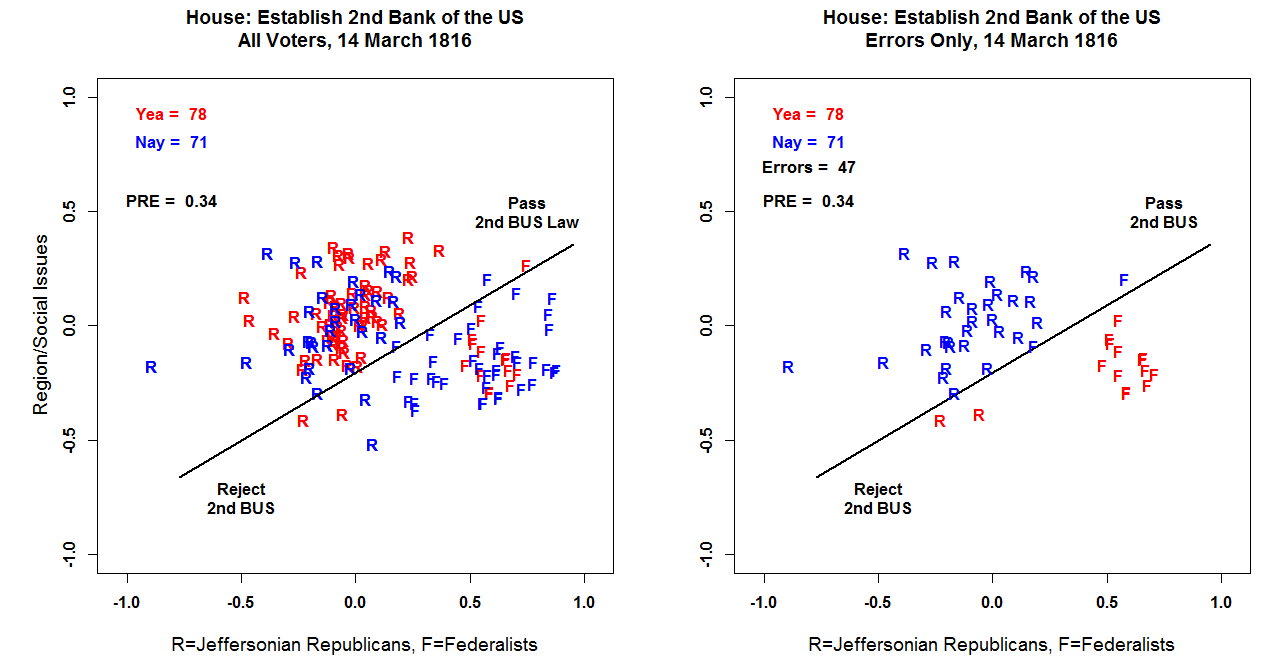 House: Establish 2nd Bank of the US
All Voters, 14 March 1816
Yea = 78
Nay = 71
PRE = 0.34
Pass
2nd BUS Law
Reject
2nd BUS
Region/Social Issues
1.0
0.5
0.0
-0.5
-1.0
-1.0 -0.5 0.0 0.5 1.0
R=Jeffersonian Republicans, F=Federalists
House: Establish 2nd Bank of the US
Errors Only, 14 March 1816
Yea = 78
Nay = 71
Errors = 47
PRE = 0.34
Pass
2nd BUS
Reject
2nd BUS
1.0
0.5
0.0
-0.5
-1.0
-1.0 -0.5 0.0 0.5 1.0
R=Jeffersonian Republicans, F=Federalists